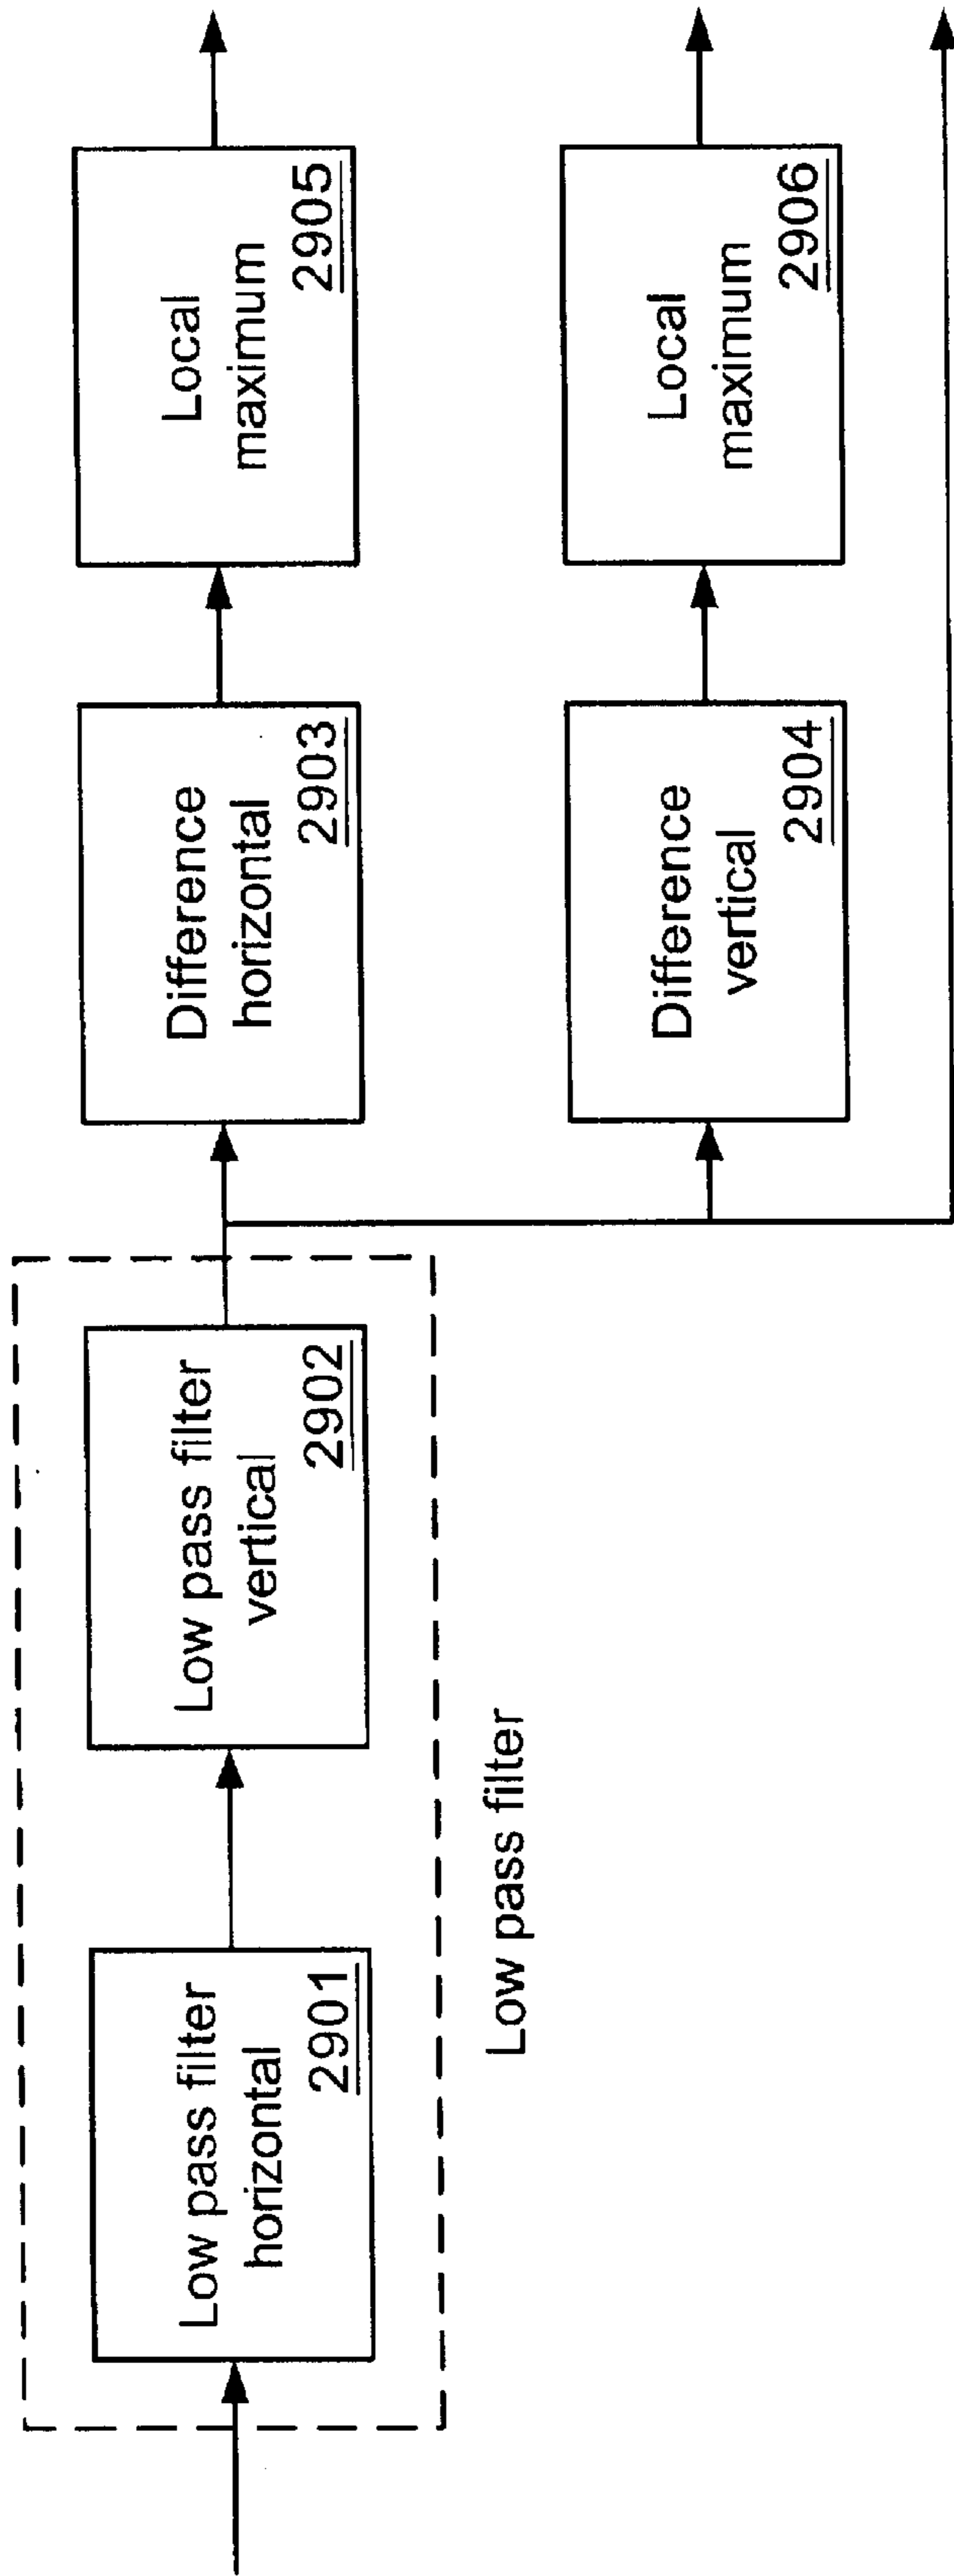 Low pass filter
horizontal
2901
Low pass filter
vertical
2902
Low pass filter
Difference
horizontal
2903
Local
maximum
2905
Difference
vertical
2904
Local
maximum
2906